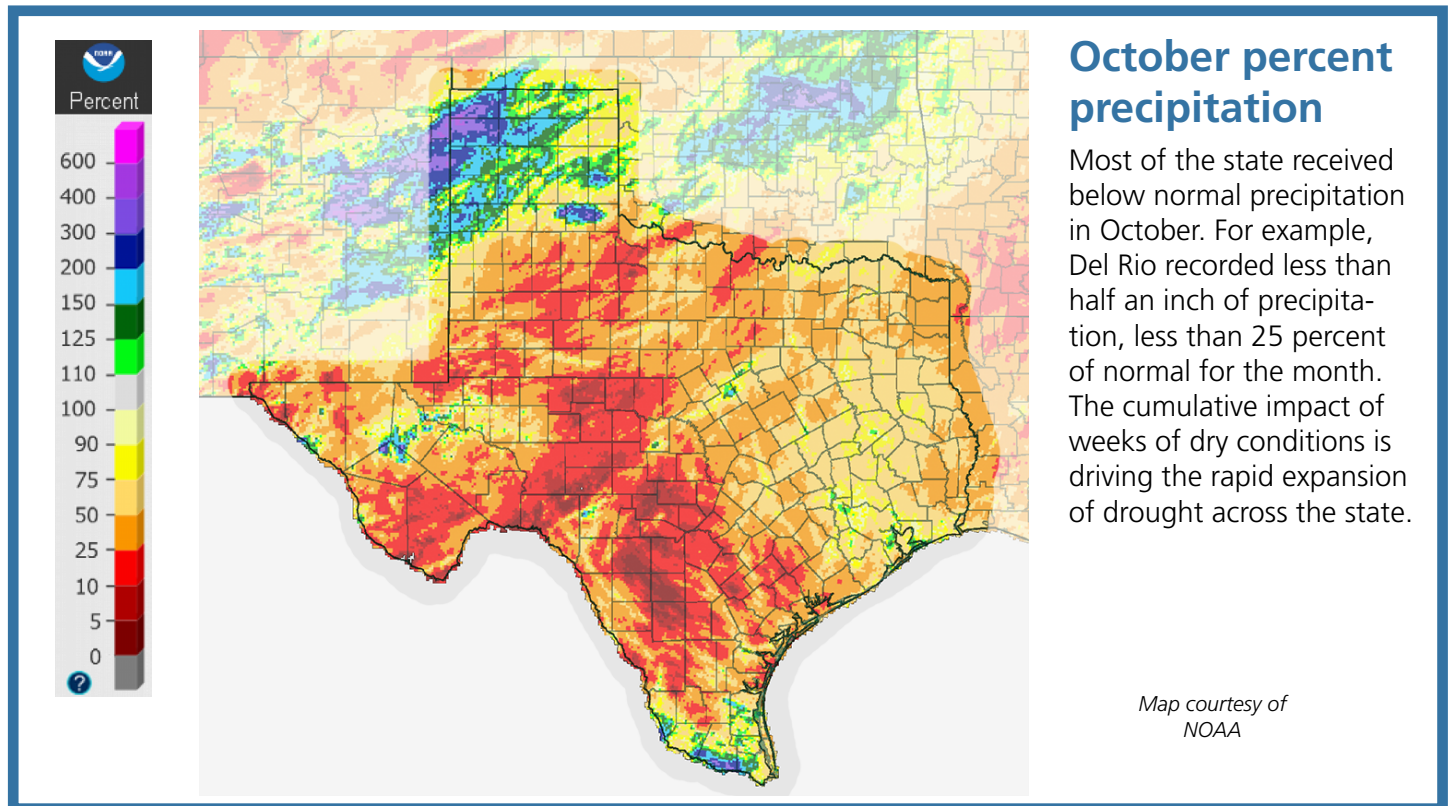 NOAA
Percent
600
400
300
200
150
125
110
100
90
75
50
25
10
5
0
?
October percent
precipitation
Most of the state received
below normal precipitation
in October. For example,
Del Rio recorded less than
half an inch of precipita-
tion, less than 25 percent
of normal for the month.
The cumulative impact of
weeks of dry conditions is
driving the rapid expansion
of drought across the state.
Map courtesy of
NOAA